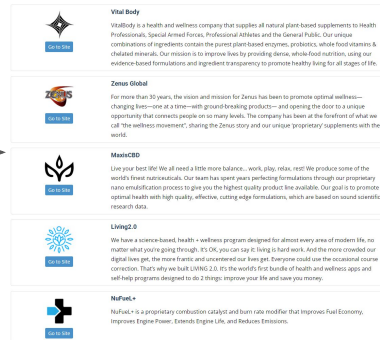 Vital Body
VitalBody is a health and wellness company that supplies all natural plant-based supplements to Health
Professionals, Special Armed Forces, Professional Athletes and the General Public. Our unique
combinations of ingredients contain the purest plant-based enzymes, probiotics, whole food vitamins &
chelated minerals. Our mission is to improve lives by providing dense, whole-food nutrition, using our
evidence-based formulations and ingredient transparency to promote healthy living for all stages of life.
Go to Site
Zenus Global
ZENUS
For more than 30 years, the vision and mission for Zenus has been to promote optimal wellness—
changing lives—one at a time—with ground-breaking products— and opening the door to a unique
opportunity that connects people on so many levels. The company has been at the forefront of what we
call "the wellness movement", sharing the Zenus story and our unique 'proprietary' supplements with the
world.
Go to Site
MaxisCBD
Live your best life! We all need a little more balance... work, play, relax, rest! We produce some of the
world's finest nutriceuticals. Our team has spent years perfecting formulations through our proprietary
nano emulsification process to give you the highest quality product line available. Our goal is to promote
optimal health with high quality, effective, cutting edge formulations, which are based on sound scientific
research data.
Go to Site
Living2.0
We have a science-based, health + wellness program designed for almost every area of modern life, no
matter what you're going through. It's OK, you can say it: living is hard work. And the more crowded our
digital lives get, the more frantic and uncentered our lives get. Everyone could use the occasional course
correction. That's why we built LIVING 2.0. It's the world's first bundle of health and wellness apps and
self-help programs designed to do 2 things: improve your life and save you money.
Go to Site
NuFueL+
NuFueL+ is a proprietary combustion catalyst and burn rate modifier that Improves Fuel Economy,
Improves Engine Power, Extends Engine Life, and Reduces Emissions.
Go to Site